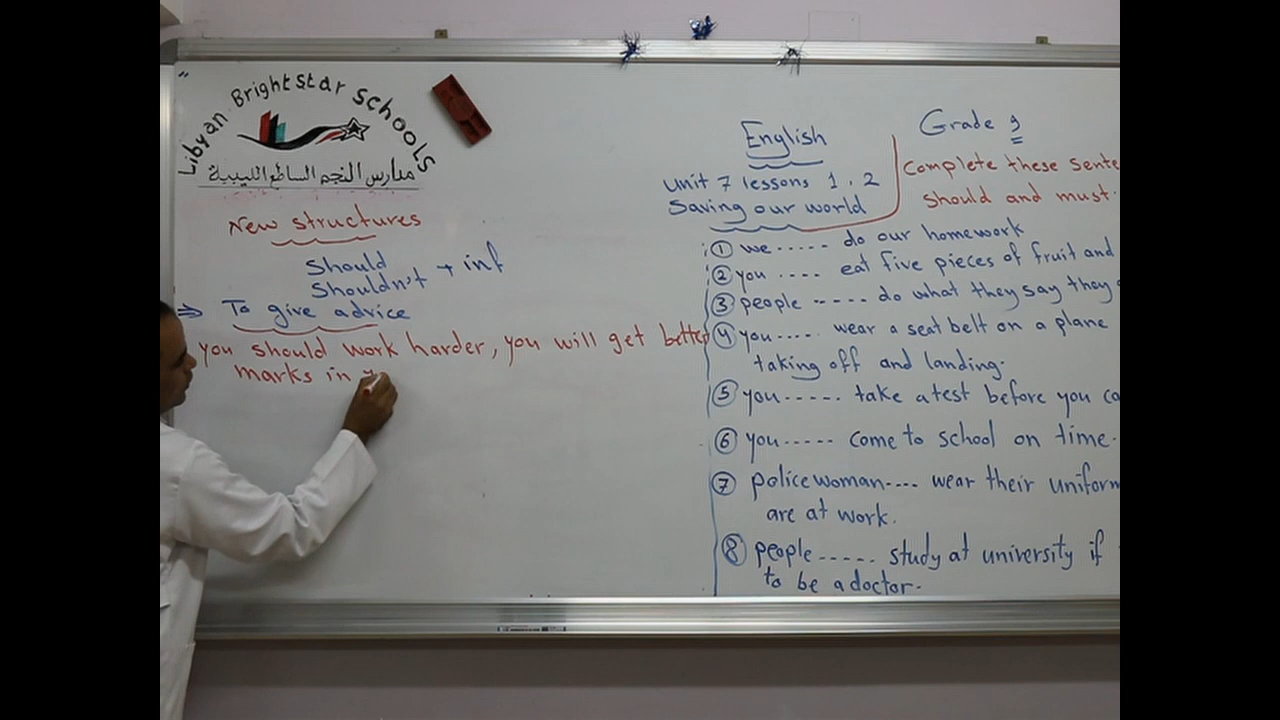 Libyan Brightstar Schools
مدارس النجم الساطع الليبية
New structures
Should
Shouldn't + inf
⇒ To give advice
you should work harder, you will get better
marks in
English
unit 7 lessons 1 , 2
Saving our world
Grade 9
Complete these sente
should and must.
① we ----- do our homework
② you ---- eat five pieces of fruit and
③ people ----- do what they say they
④ you ---- wear a seat belt on a plane
taking off and landing.
⑤ you ----- take a test before you ca
⑥ you ----- come to school on time.
⑦ policewoman ---- wear their uniform
are at work.
⑧ people ----- study at university if
to be a doctor.